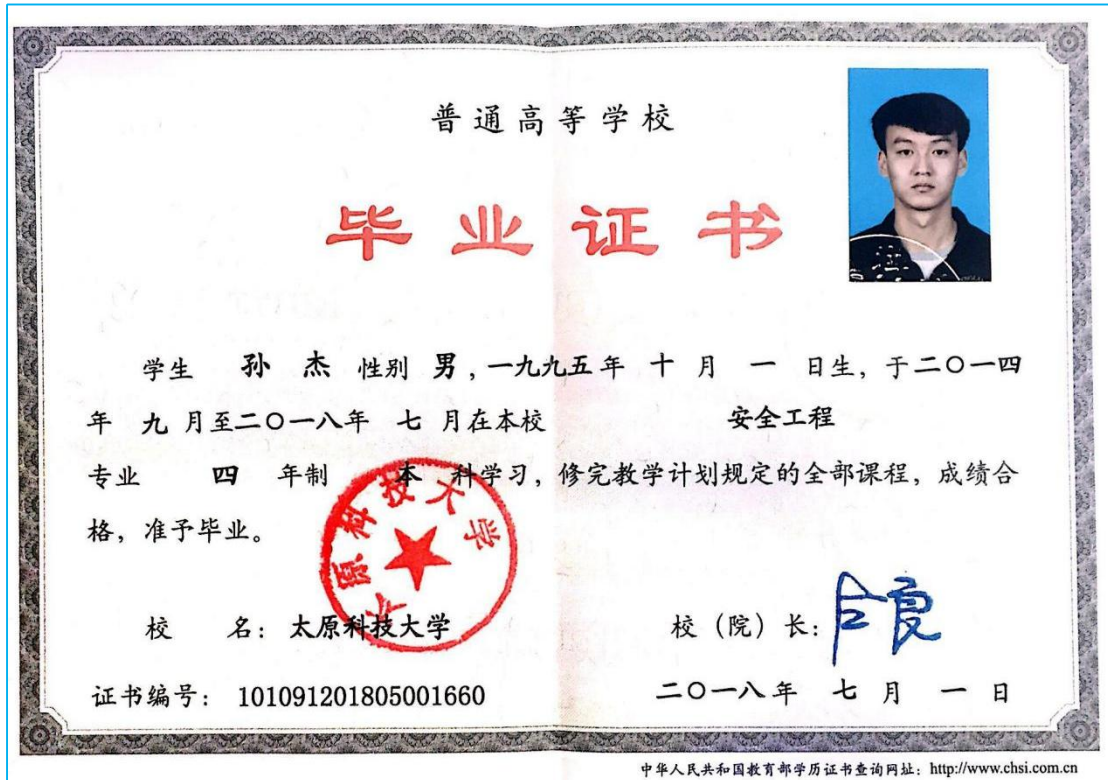 普通高等学校
毕业证书
学生 孙 杰 性别 男,一九九五年 十 月 一 日生,于二〇一四
年 九 月至二〇一八年 七 月在本校 安全工程
专业 四 年制 本 科学习,修完教学计划规定的全部课程,成绩合
格,准予毕业。
太原科技大学
校 名:太原科技大学 校(院)长:
证书编号:101091201805001660 二〇一八年 七 月 一 日
中华人民共和国教育部学历证书查询网址:http://www.chsi.com.cn